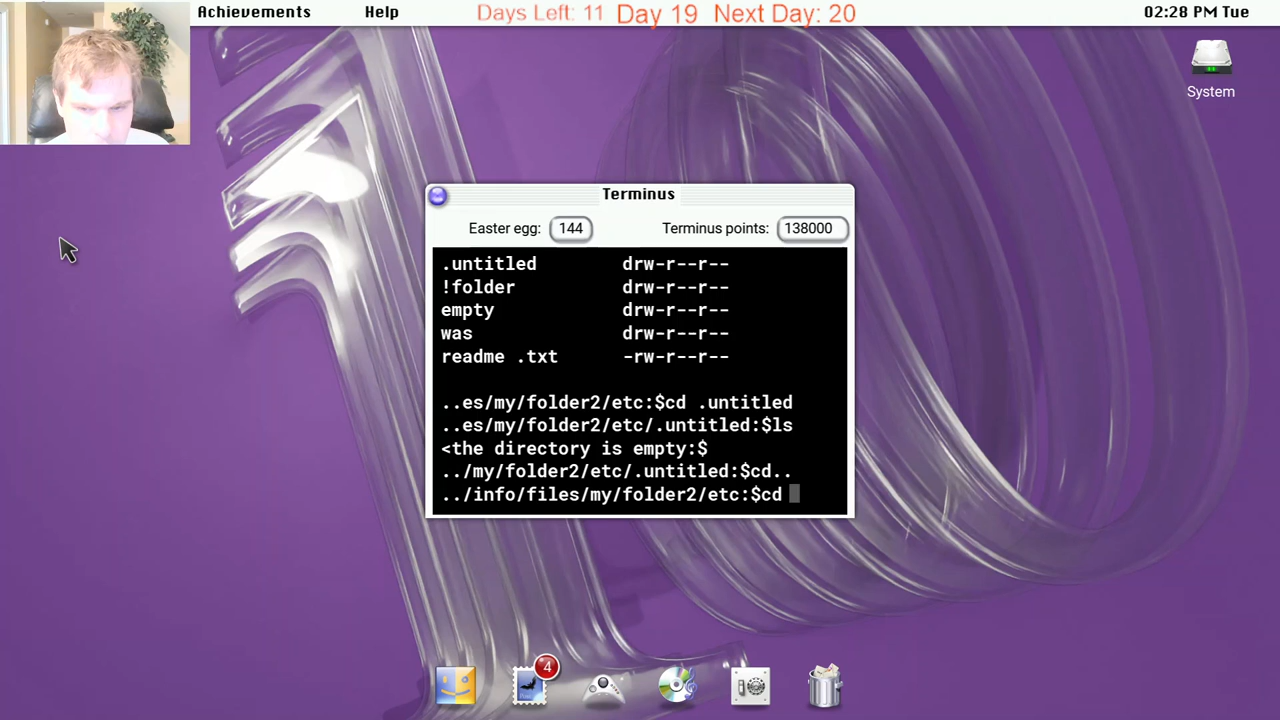 Achievements Help Days Left: 11 Day 19 Next Day: 20 02:28 PM Tue
System
Terminus
Easter egg: 144 Terminus points: 138000
.untitled drw-r--r--
!folder drw-r--r--
empty drw-r--r--
was drw-r--r--
readme .txt -rw-r--r--
..es/my/folder2/etc:$cd .untitled
..es/my/folder2/etc/.untitled:$ls
<the directory is empty:$
../my/folder2/etc/.untitled:$cd..
../info/files/my/folder2/etc:$cd
4